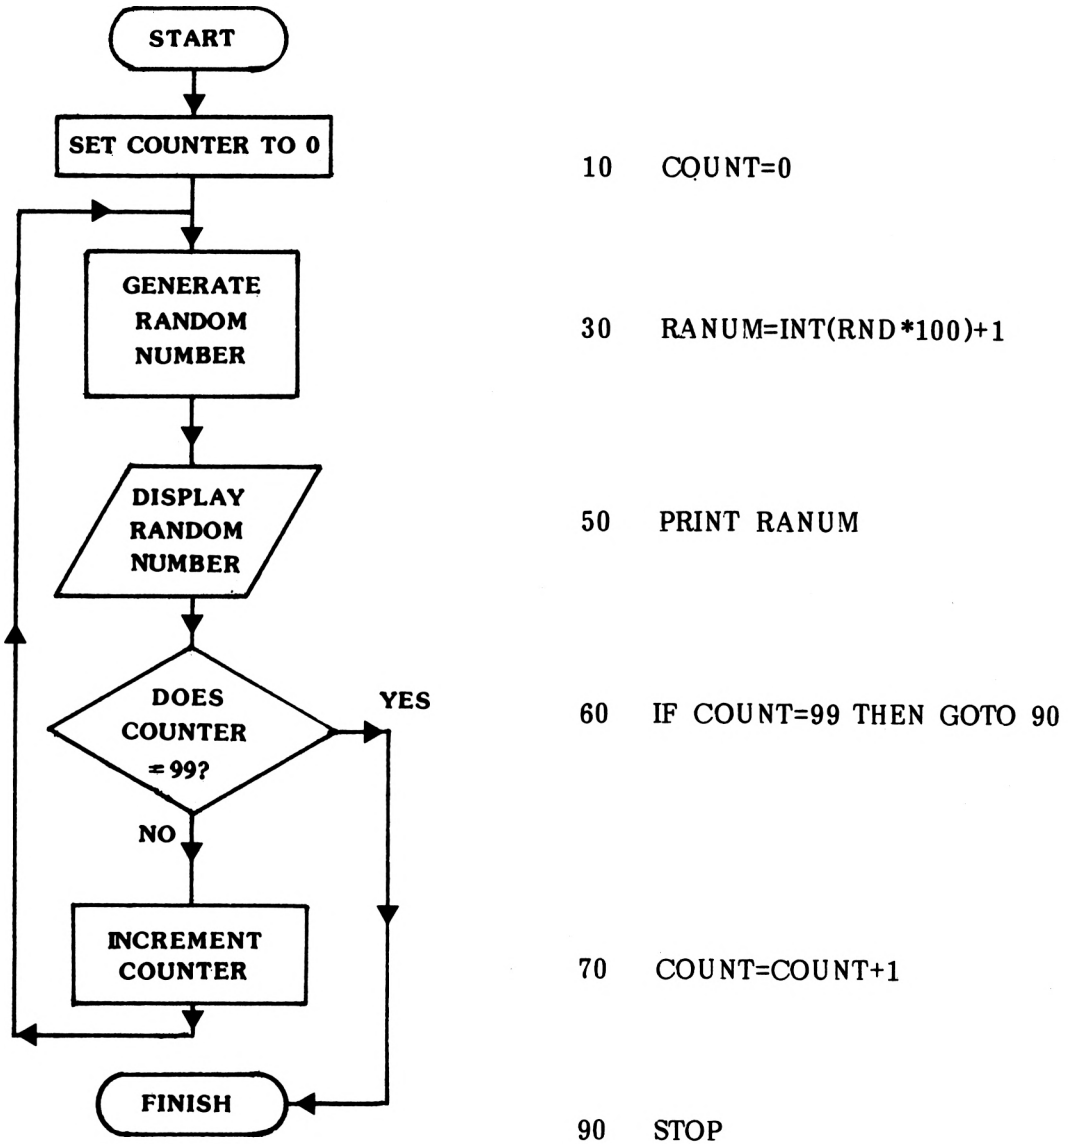 START
SET COUNTER TO 0
10 COUNT=0
GENERATE
RANDOM
NUMBER
30 RANUM=INT(RND*100)+1
DISPLAY
RANDOM
NUMBER
50 PRINT RANUM
DOES
COUNTER
=99?
YES
60 IF COUNT=99 THEN GOTO 90
NO
INCREMENT
COUNTER
70 COUNT=COUNT+1
FINISH
90 STOP